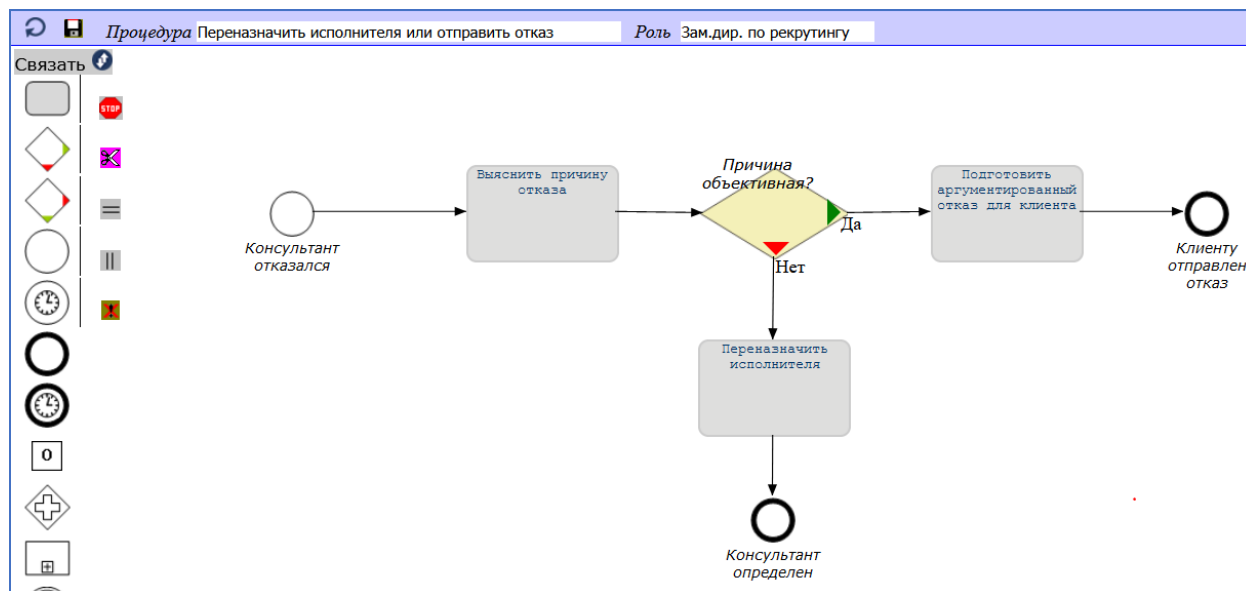 Процедура Переназначить исполнителя или отправить отказ Роль Зам.дир. по рекрутингу
Связать
STOP
Консультант
отказался
Выяснить причину
отказа
Причина
объективная?
Да
Нет
Подготовить
аргументированный
отказ для клиента
Клиенту
отправлен
отказ
Переназначить
исполнителя
Консультант
определен
O